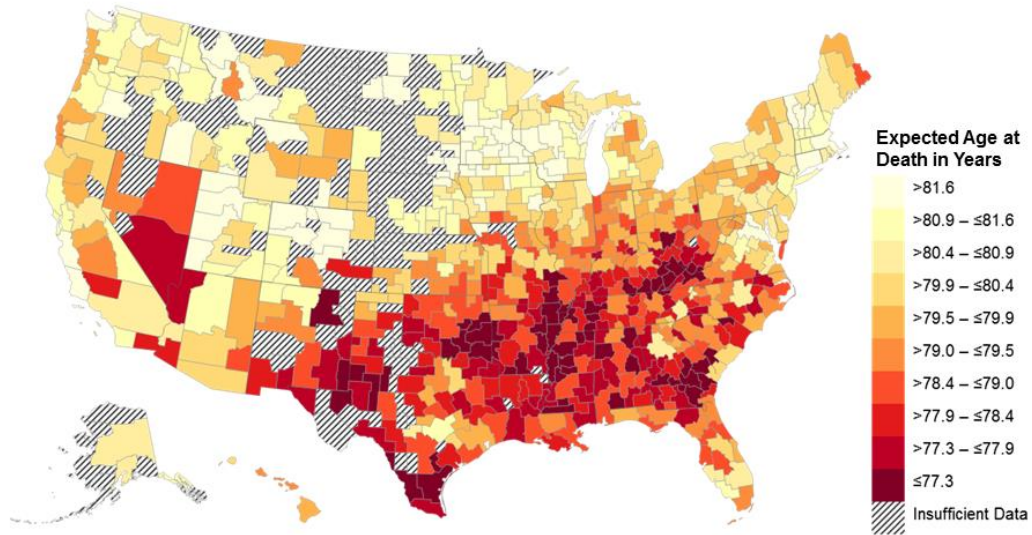 Expected Age at
Death in Years
>81.6
>80.9 – ≤81.6
>80.4 – ≤80.9
>79.9 – ≤80.4
>79.5 – ≤79.9
>79.0 – ≤79.5
>78.4 – ≤79.0
>77.9 – ≤78.4
>77.3 – ≤77.9
≤77.3
Insufficient Data